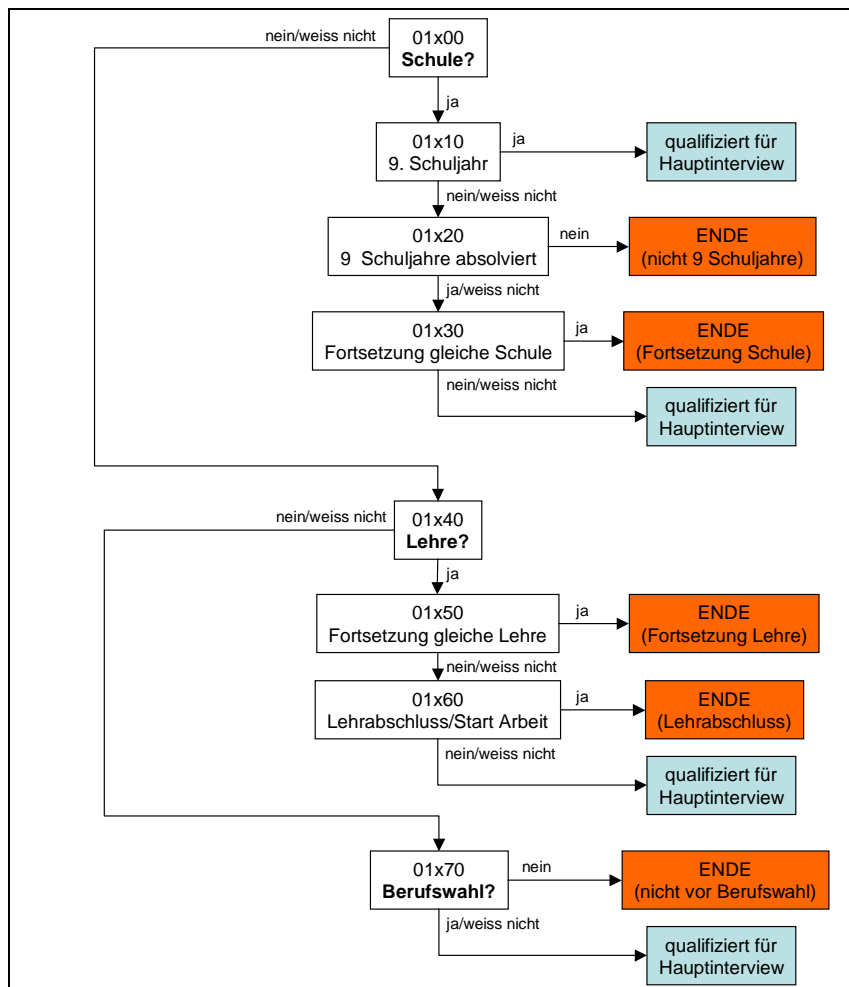 nein/weiss nicht
01x00
Schule?
ja
01x10
9. Schuljahr
ja
qualifiziert für
Hauptinterview
nein/weiss nicht
01x20
9 Schuljahre absolviert
nein
ENDE
(nicht 9 Schuljahre)
ja/weiss nicht
01x30
Fortsetzung gleiche Schule
ja
ENDE
(Fortsetzung Schule)
nein/weiss nicht
qualifiziert für
Hauptinterview
nein/weiss nicht
01x40
Lehre?
ja
01x50
Fortsetzung gleiche Lehre
ja
ENDE
(Fortsetzung Lehre)
nein/weiss nicht
01x60
Lehrabschluss/Start Arbeit
ja
ENDE
(Lehrabschluss)
nein/weiss nicht
qualifiziert für
Hauptinterview
01x70
Berufswahl?
nein
ENDE
(nicht vor Berufswahl)
ja/weiss nicht
qualifiziert für
Hauptinterview